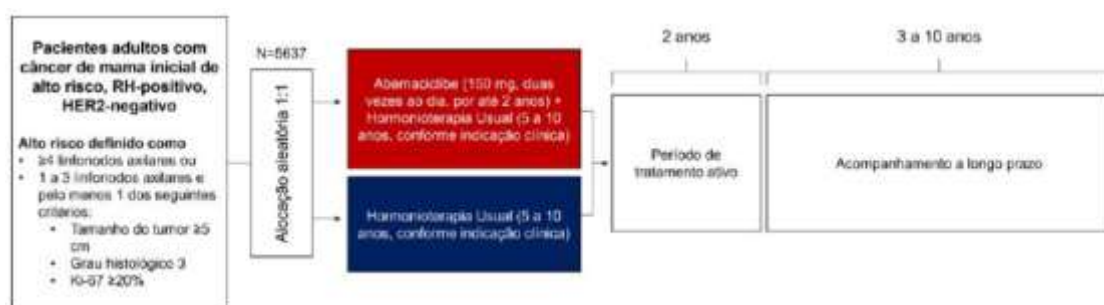 Pacientes adultos com
câncer de mama inicial de
alto risco, RH-positivo,
HER2-negativo
Alto risco definido como
• ≥4 linfonodos axilares ou
• 1 a 3 linfonodos axilares e
pelo menos 1 dos seguintes
critérios:
• Tamanho do tumor ≥5
cm
• Grau histológico 3
• Ki-67 ≥20%
N=5637
Alocação aleatória 1:1
Abemaciclibe (150 mg, duas
vezes ao dia, por até 2 anos) +
Hormonioterapia Usual (5 a 10
anos, conforme indicação clínica)
Hormonioterapia Usual (5 a 10
anos, conforme indicação clínica)
2 anos
Período de
tratamento ativo
3 a 10 anos
Acompanhamento a longo prazo